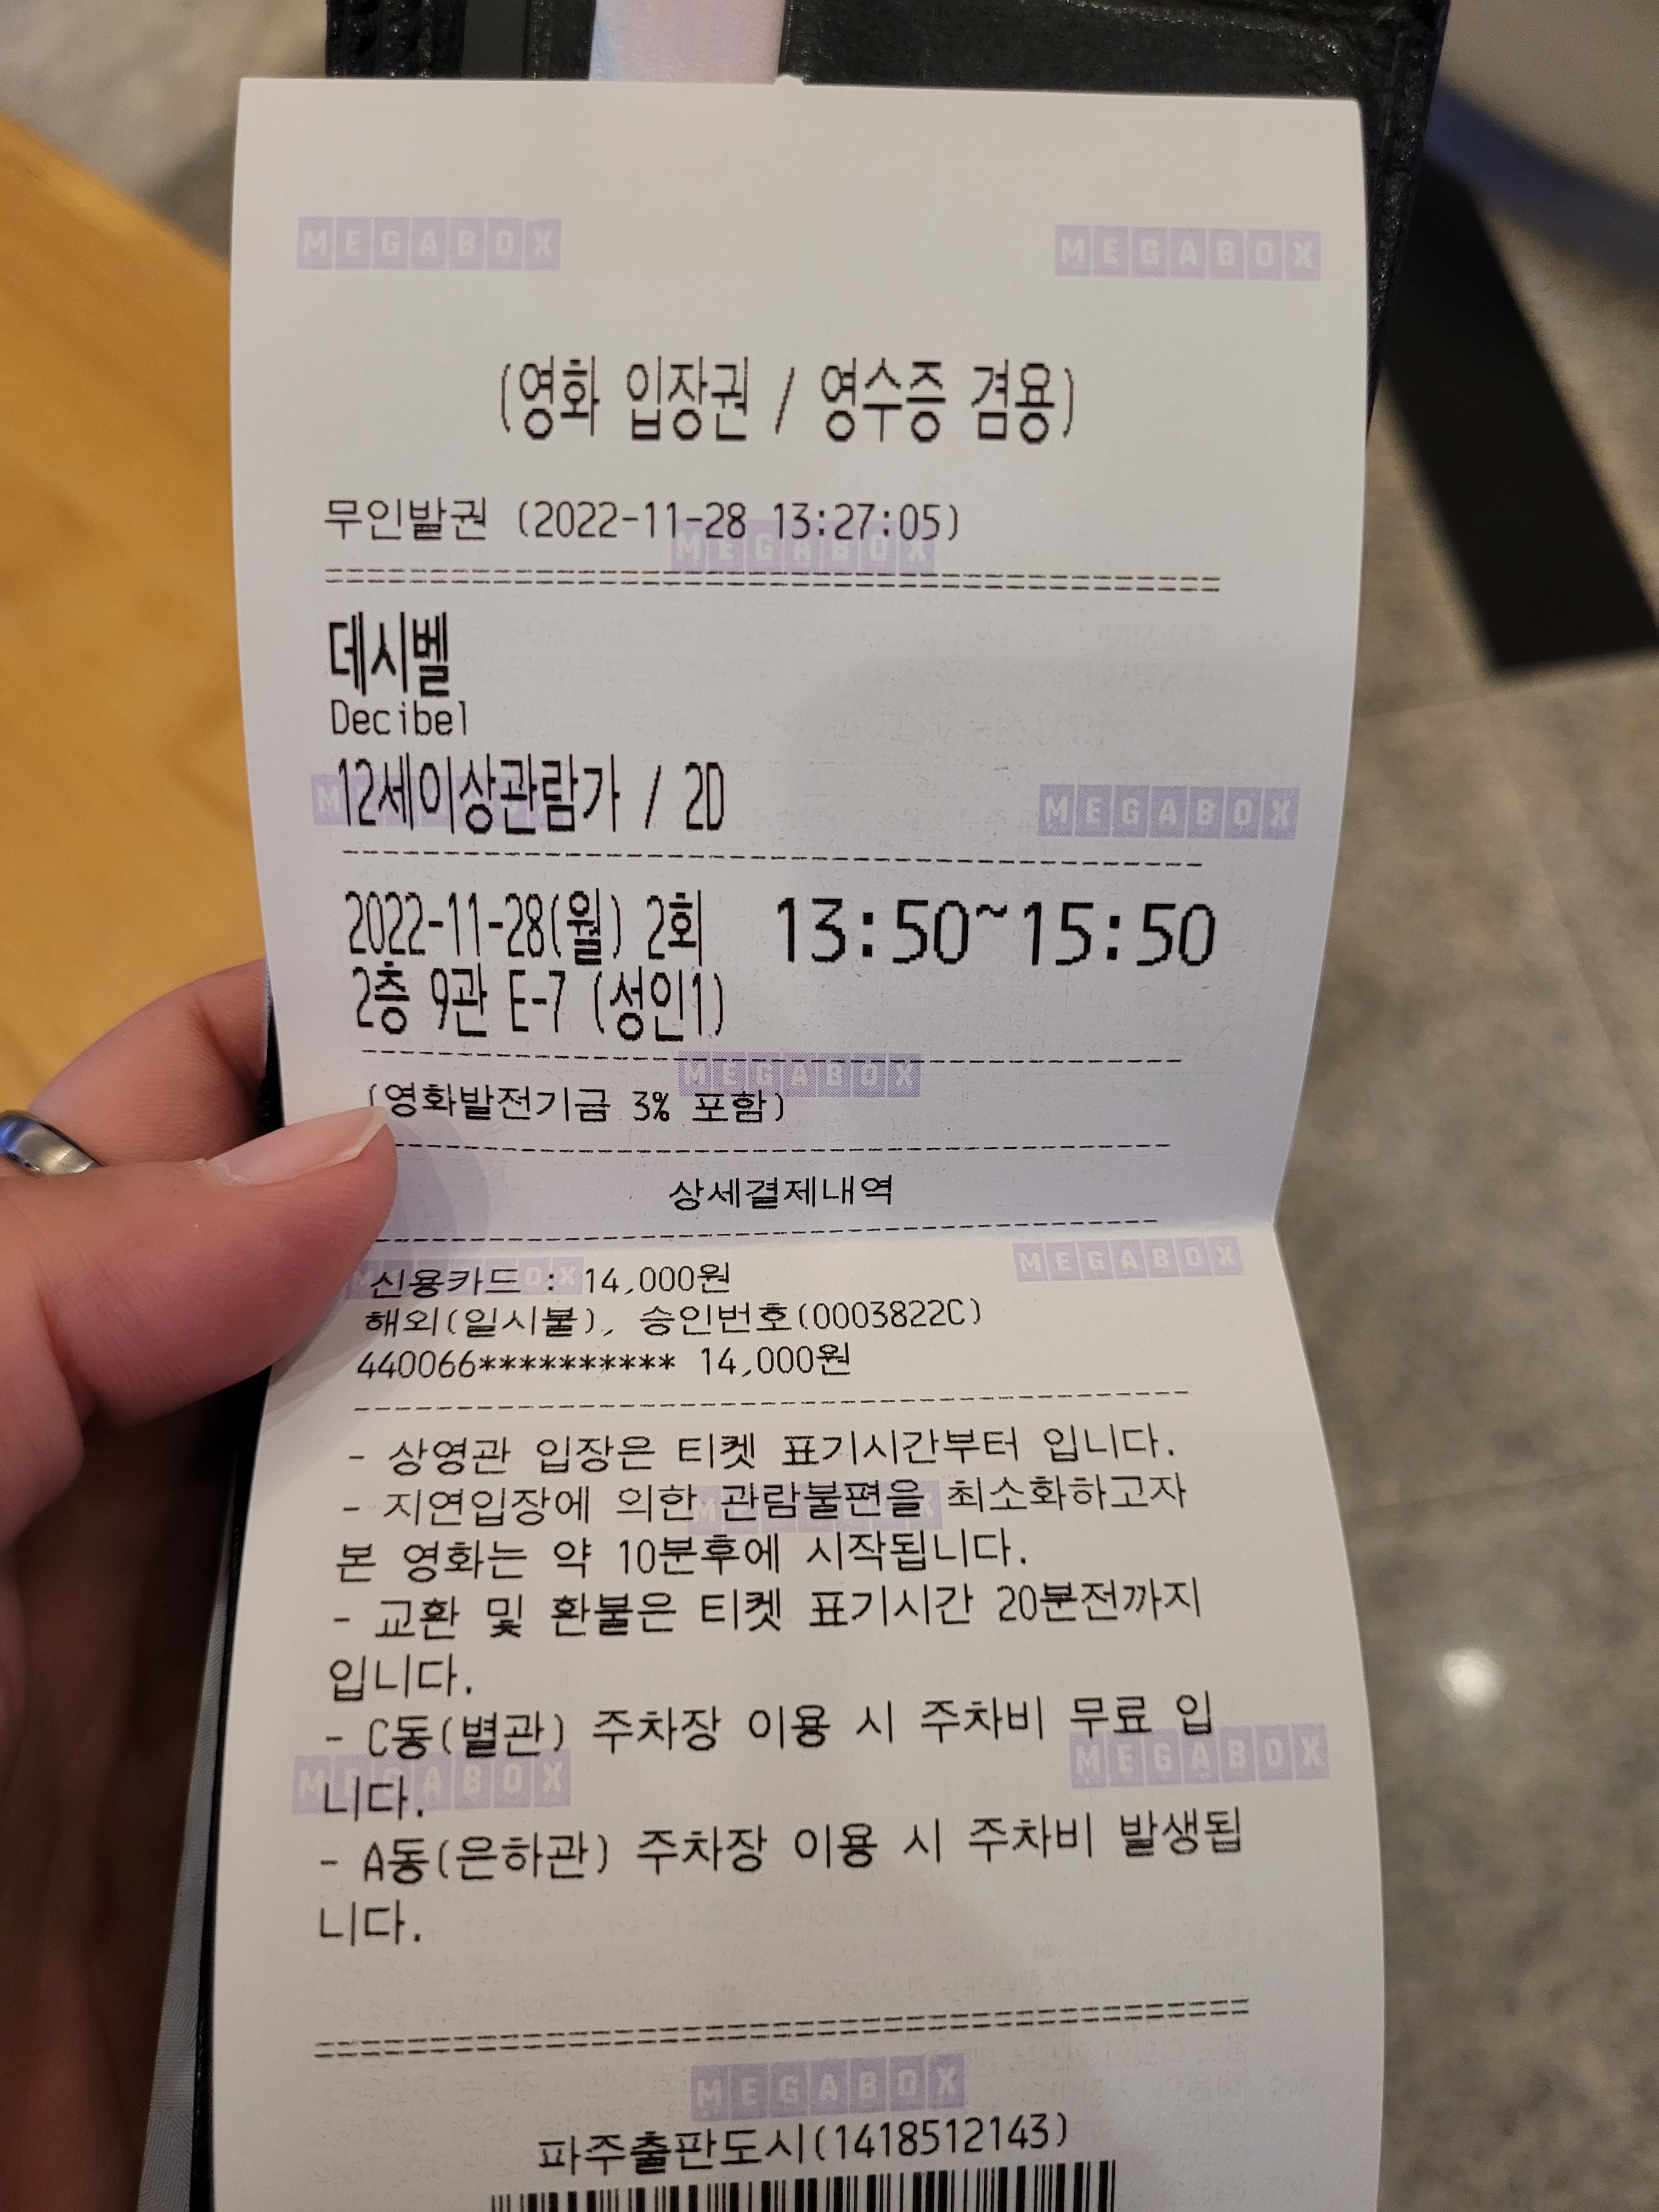 MEGABOX MEGABOX
(영화 입장권 / 영수증 겸용)
무인발권 (2022-11-28 13:27:05)
MEGABOX
==================================================
데시벨
Decibel
12세이상관람가 / 2D
MEGABOX
2022-11-28(월) 2회 13:50~15:50
2층 9관 E-7 (성인1)
MEGABOX
(영화발전기금 3% 포함)
상세결제내역
MEGABOX
신용카드 : 14,000원
해외(일시불), 승인번호(0003822C)
440066********** 14,000원
- 상영관 입장은 티켓 표기시간부터 입니다.
- 지연입장에 의한 관람불편을 최소화하고자
본 영화는 약 10분후에 시작됩니다.
- 교환 및 환불은 티켓 표기시간 20분전까지
입니다.
- C동(별관) 주차장 이용 시 주차비 무료 입
니다.
MEGABOX MEGABOX
- A동(은하관) 주차장 이용 시 주차비 발생됩
니다.
MEGABOX
파주출판도시(1418512143)